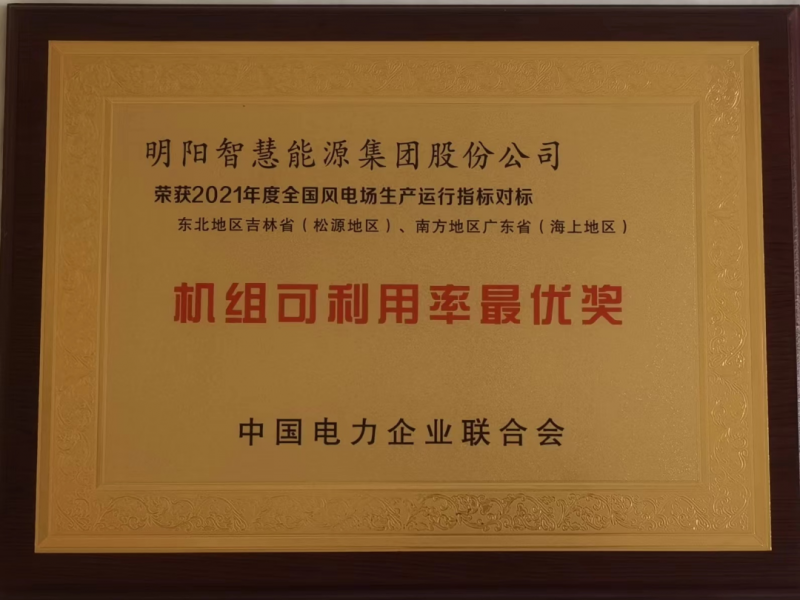 明阳智慧能源集团股份公司
荣获2021年度全国风电场生产运行指标对标
东北地区吉林省（松源地区）、南方地区广东省（海上地区）
机组可利用率最优奖
中国电力企业联合会